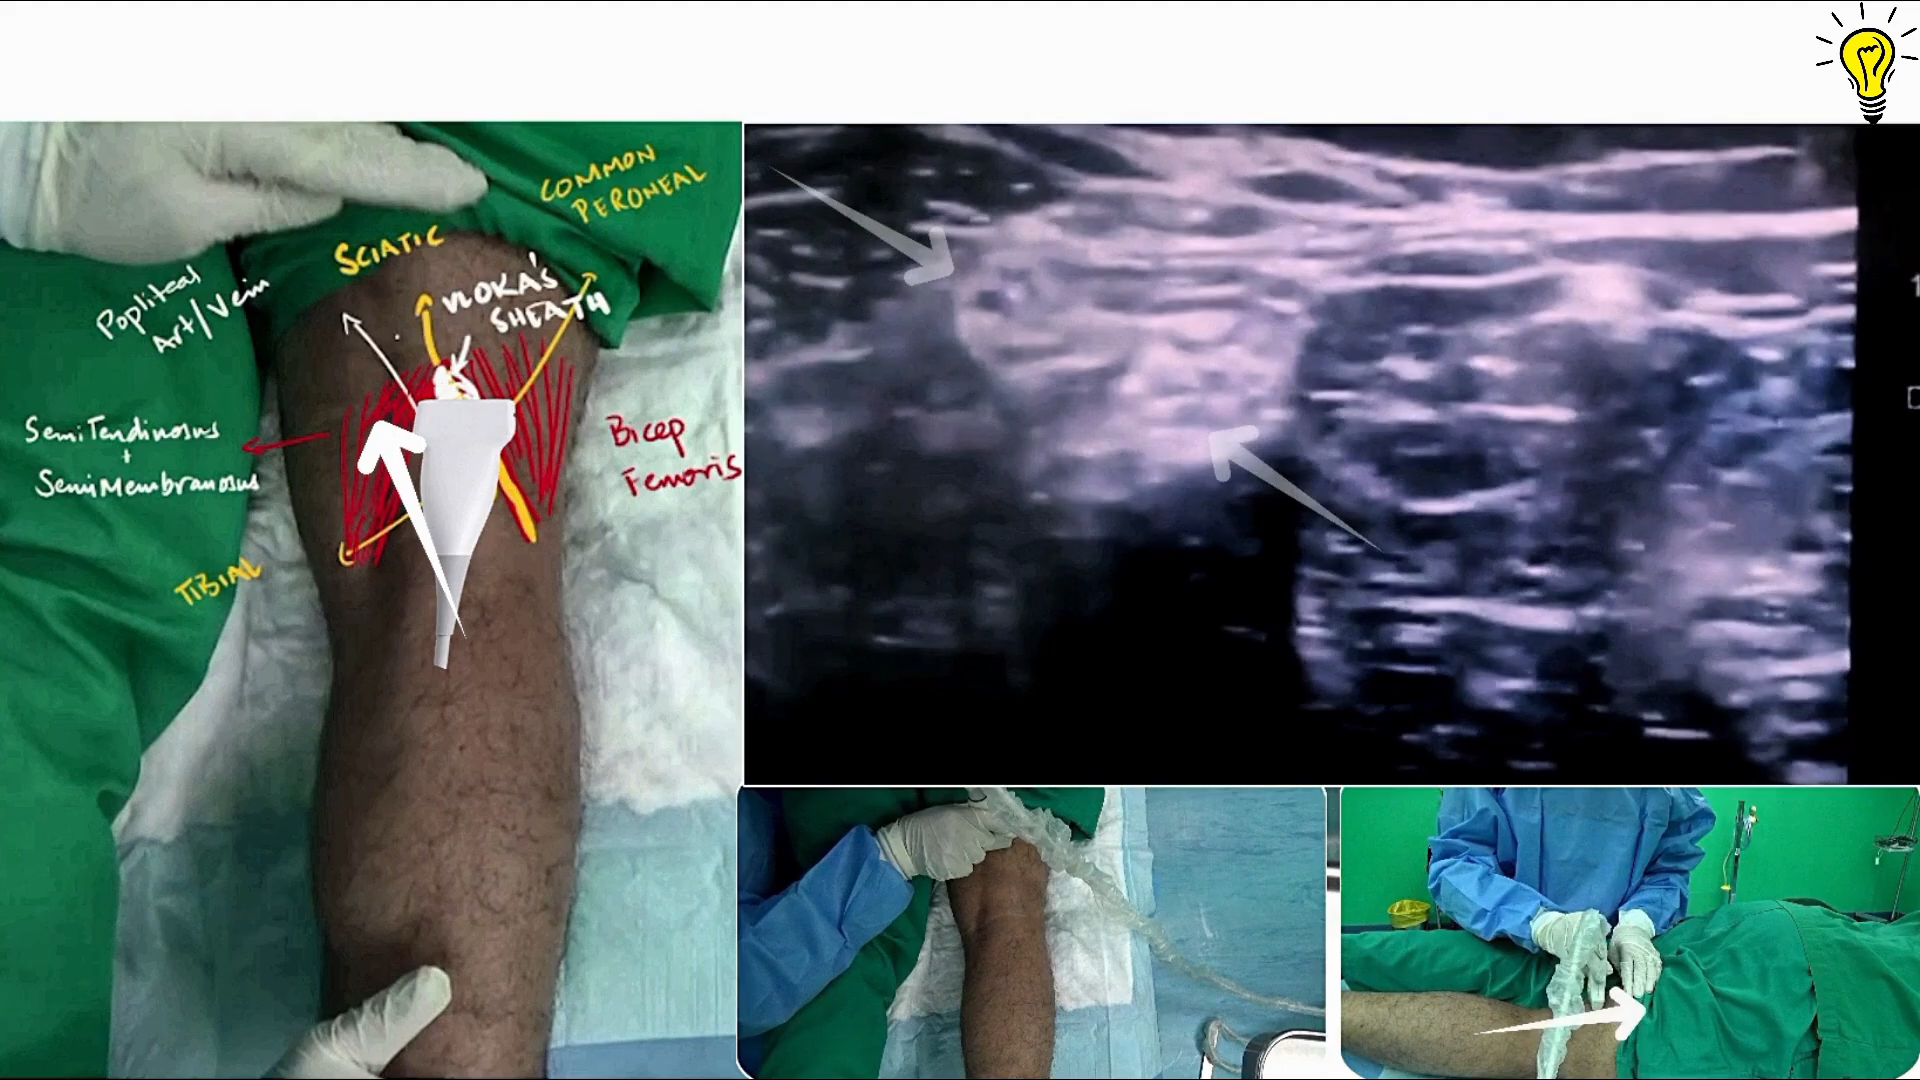 COMMON
PERONEAL
SCIATIC
Popliteal
Art/Vein
VLOKA'S
SHEATH
SemiTendinosus
+
SemiMembranosus
Bicep
Femoris
TIBIAL